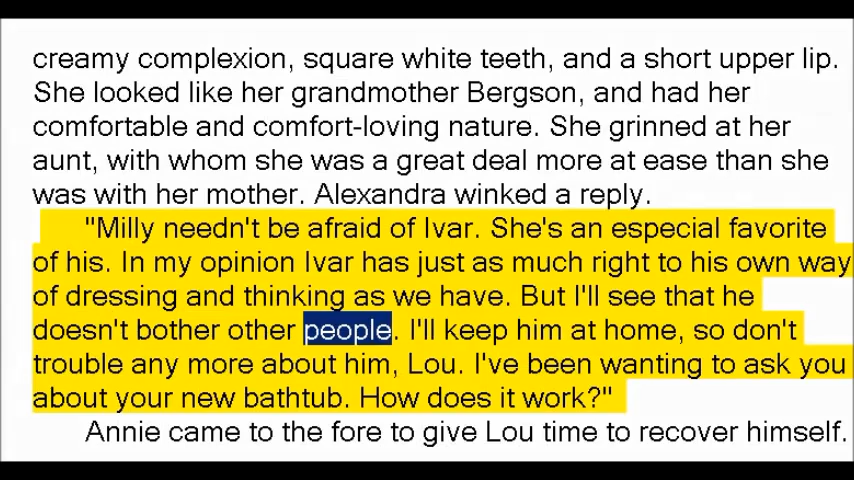 creamy complexion, square white teeth, and a short upper lip.
She looked like her grandmother Bergson, and had her
comfortable and comfort-loving nature. She grinned at her
aunt, with whom she was a great deal more at ease than she
was with her mother. Alexandra winked a reply.
"Milly needn't be afraid of Ivar. She's an especial favorite
of his. In my opinion Ivar has just as much right to his own way
of dressing and thinking as we have. But I'll see that he
doesn't bother other people. I'll keep him at home, so don't
trouble any more about him, Lou. I've been wanting to ask you
about your new bathtub. How does it work?"
Annie came to the fore to give Lou time to recover himself.